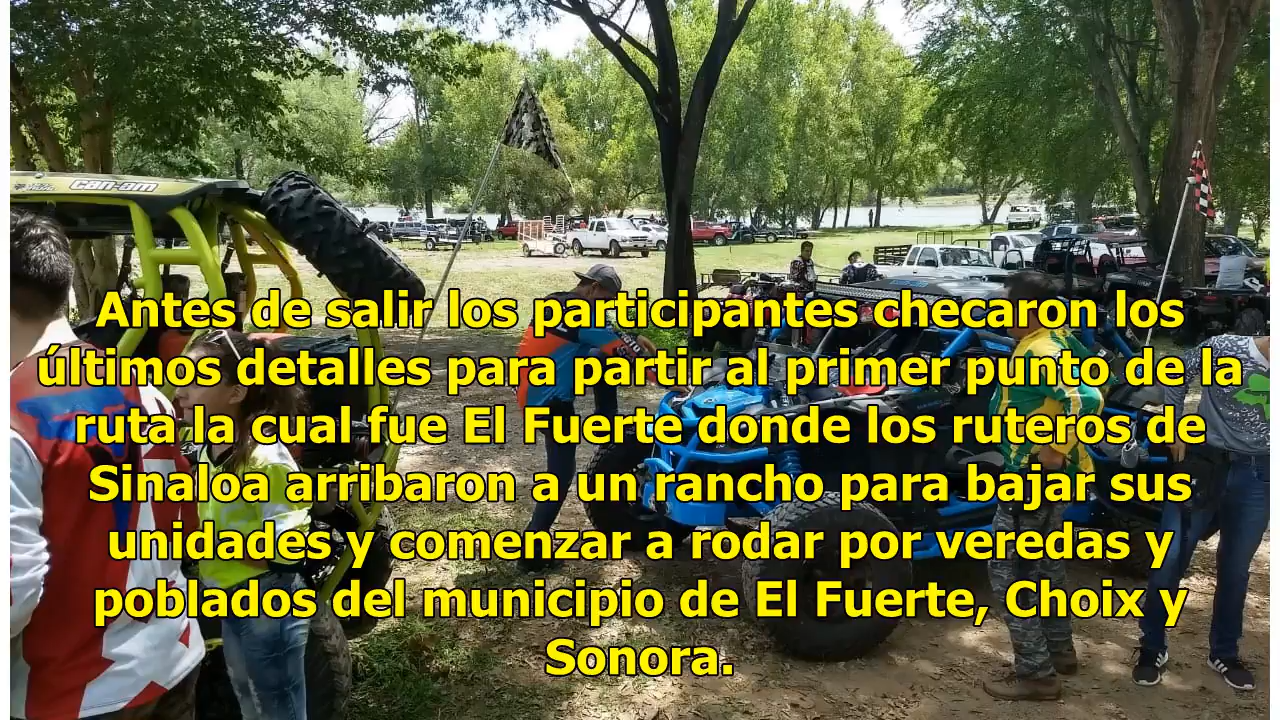 can-am
Antes de salir los participantes checaron los
últimos detalles para partir al primer punto de la
ruta la cual fue El Fuerte donde los ruteros de
Sinaloa arribaron a un rancho para bajar sus
unidades y comenzar a rodar por veredas y
poblados del municipio de El Fuerte, Choix y
Sonora.